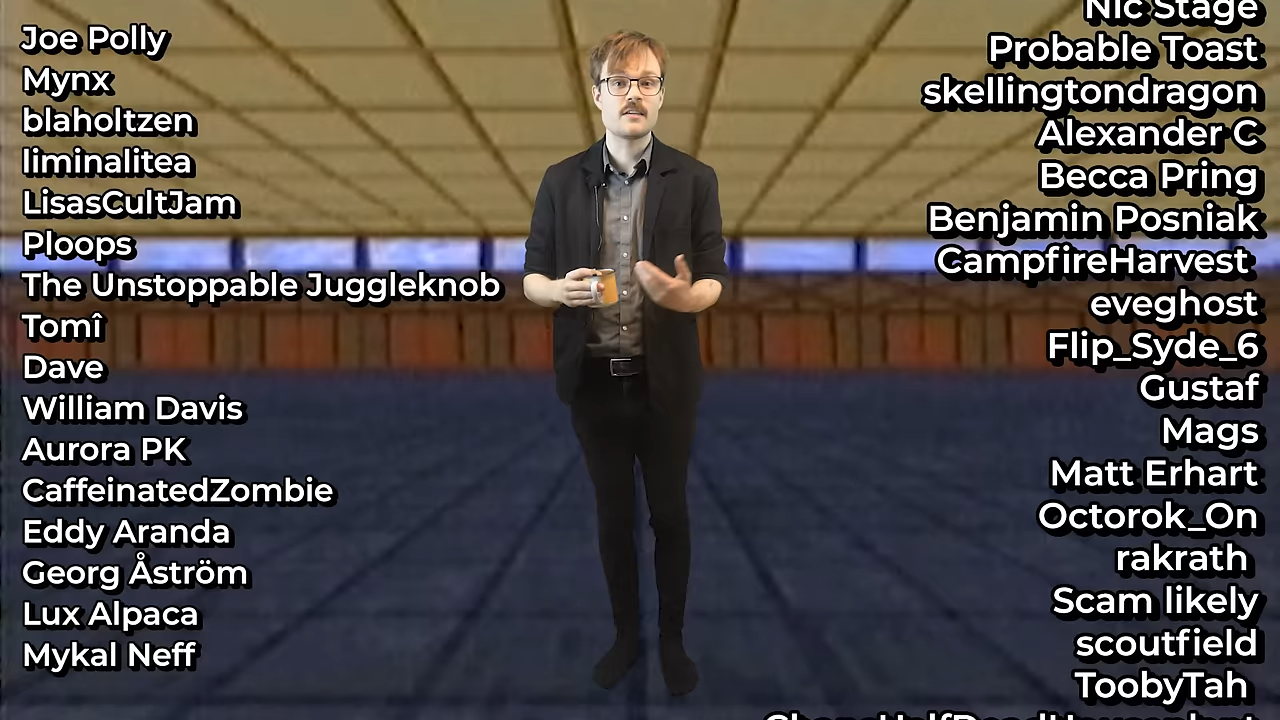 Joe Polly
Mynx
blaholtzen
liminalitea
LisasCultJam
Ploops
The Unstoppable Juggleknob
Tomî
Dave
William Davis
Aurora PK
CaffeinatedZombie
Eddy Aranda
Georg Åström
Lux Alpaca
Mykal Neff
Nic Stage
Probable Toast
skellingtondragon
Alexander C
Becca Pring
Benjamin Posniak
CampfireHarvest
eveghost
Flip_Syde_6
Gustaf
Mags
Matt Erhart
Octorok_On
rakrath
Scam likely
scoutfield
ToobyTah